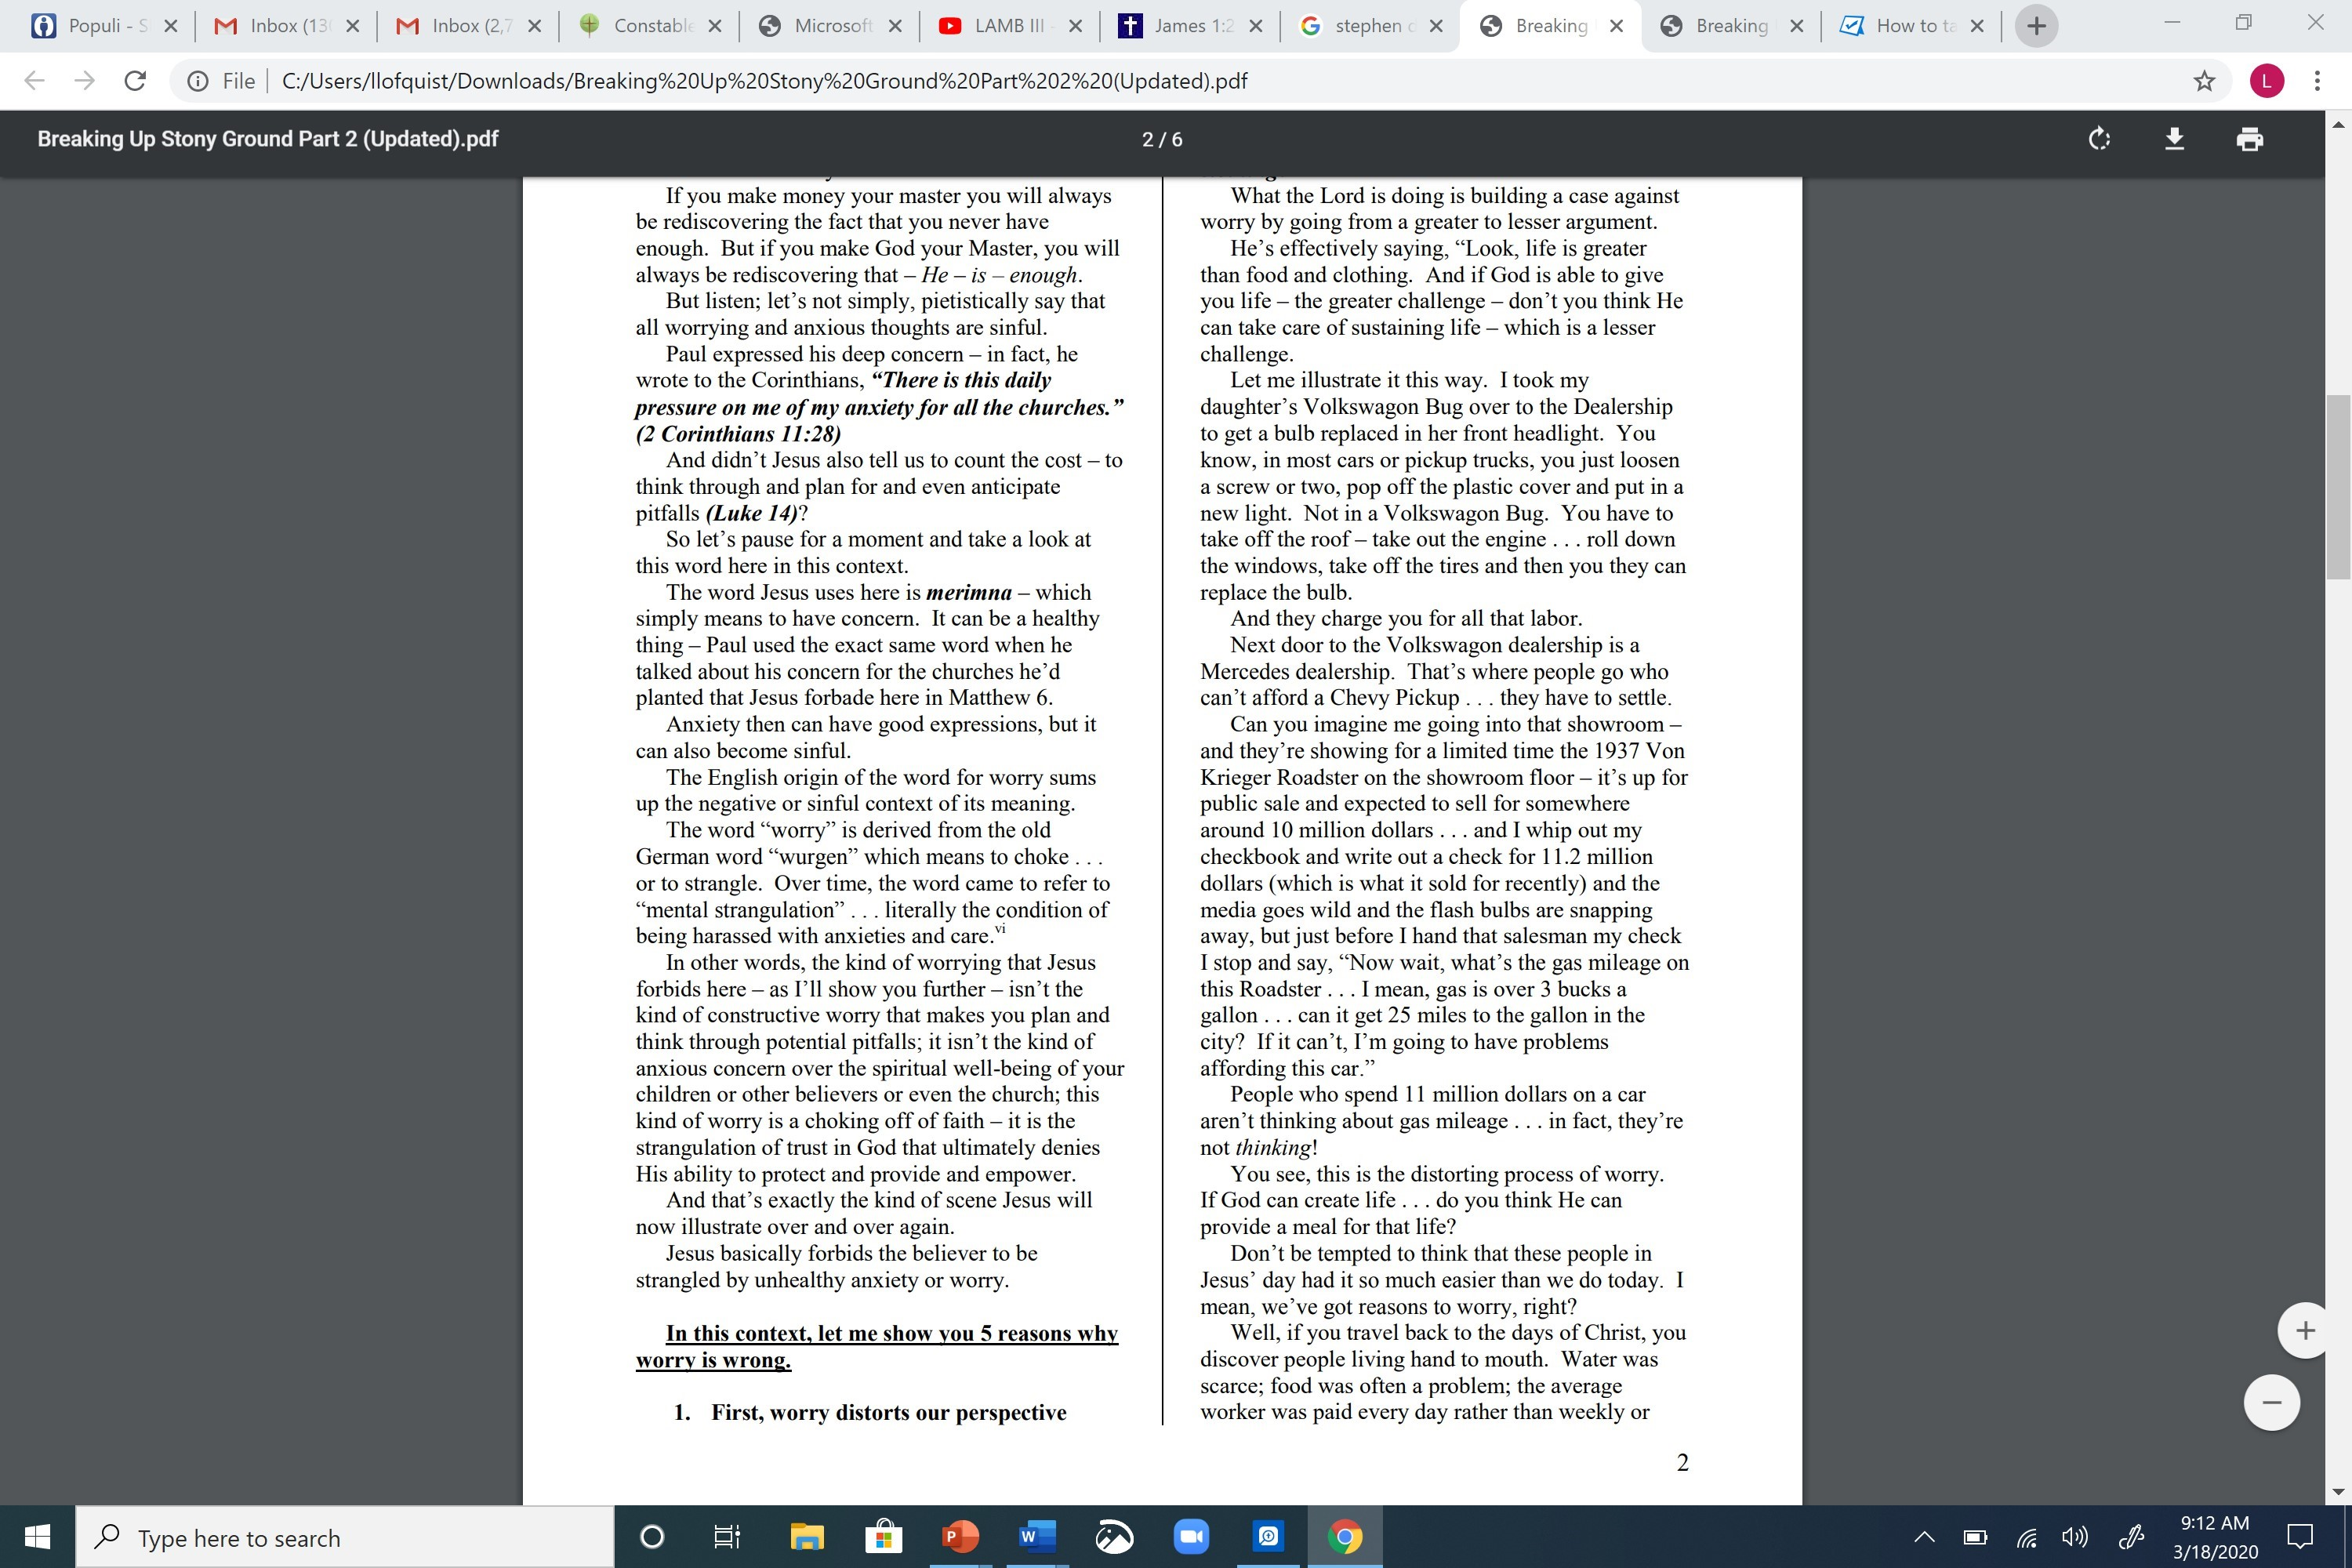 Populi - S
Inbox (13
Inbox (2,7
Constable
Microsoft
LAMB III -
James 1:2
stephen d
Breaking
Breaking
How to ta
File
C:/Users/llofquist/Downloads/Breaking%20Up%20Stony%20Ground%20Part%202%20(Updated).pdf
L
Breaking Up Stony Ground Part 2 (Updated).pdf
2 / 6
If you make money your master you will always
be rediscovering the fact that you never have
enough. But if you make God your Master, you will
always be rediscovering that – He – is – enough.
But listen; let’s not simply, pietistically say that
all worrying and anxious thoughts are sinful.
Paul expressed his deep concern – in fact, he
wrote to the Corinthians, “There is this daily
pressure on me of my anxiety for all the churches.”
(2 Corinthians 11:28)
And didn’t Jesus also tell us to count the cost – to
think through and plan for and even anticipate
pitfalls (Luke 14)?
So let’s pause for a moment and take a look at
this word here in this context.
The word Jesus uses here is merimna – which
simply means to have concern. It can be a healthy
thing – Paul used the exact same word when he
talked about his concern for the churches he’d
planted that Jesus forbade here in Matthew 6.
Anxiety then can have good expressions, but it
can also become sinful.
The English origin of the word for worry sums
up the negative or sinful context of its meaning.
The word “worry” is derived from the old
German word “wurgen” which means to choke . . .
or to strangle. Over time, the word came to refer to
“mental strangulation” . . . literally the condition of
being harassed with anxieties and care.vi
In other words, the kind of worrying that Jesus
forbids here – as I’ll show you further – isn’t the
kind of constructive worry that makes you plan and
think through potential pitfalls; it isn’t the kind of
anxious concern over the spiritual well-being of your
children or other believers or even the church; this
kind of worry is a choking off of faith – it is the
strangulation of trust in God that ultimately denies
His ability to protect and provide and empower.
And that’s exactly the kind of scene Jesus will
now illustrate over and over again.
Jesus basically forbids the believer to be
strangled by unhealthy anxiety or worry.
In this context, let me show you 5 reasons why
worry is wrong.
1. First, worry distorts our perspective
What the Lord is doing is building a case against
worry by going from a greater to lesser argument.
He’s effectively saying, “Look, life is greater
than food and clothing. And if God is able to give
you life – the greater challenge – don’t you think He
can take care of sustaining life – which is a lesser
challenge.
Let me illustrate it this way. I took my
daughter’s Volkswagon Bug over to the Dealership
to get a bulb replaced in her front headlight. You
know, in most cars or pickup trucks, you just loosen
a screw or two, pop off the plastic cover and put in a
new light. Not in a Volkswagon Bug. You have to
take off the roof – take out the engine . . . roll down
the windows, take off the tires and then you they can
replace the bulb.
And they charge you for all that labor.
Next door to the Volkswagon dealership is a
Mercedes dealership. That’s where people go who
can’t afford a Chevy Pickup . . . they have to settle.
Can you imagine me going into that showroom –
and they’re showing for a limited time the 1937 Von
Krieger Roadster on the showroom floor – it’s up for
public sale and expected to sell for somewhere
around 10 million dollars . . . and I whip out my
checkbook and write out a check for 11.2 million
dollars (which is what it sold for recently) and the
media goes wild and the flash bulbs are snapping
away, but just before I hand that salesman my check
I stop and say, “Now wait, what’s the gas mileage on
this Roadster . . . I mean, gas is over 3 bucks a
gallon . . . can it get 25 miles to the gallon in the
city? If it can’t, I’m going to have problems
affording this car.”
People who spend 11 million dollars on a car
aren’t thinking about gas mileage . . . in fact, they’re
not thinking!
You see, this is the distorting process of worry.
If God can create life . . . do you think He can
provide a meal for that life?
Don’t be tempted to think that these people in
Jesus’ day had it so much easier than we do today. I
mean, we’ve got reasons to worry, right?
Well, if you travel back to the days of Christ, you
discover people living hand to mouth. Water was
scarce; food was often a problem; the average
worker was paid every day rather than weekly or
2
Type here to search
9:12 AM
3/18/2020